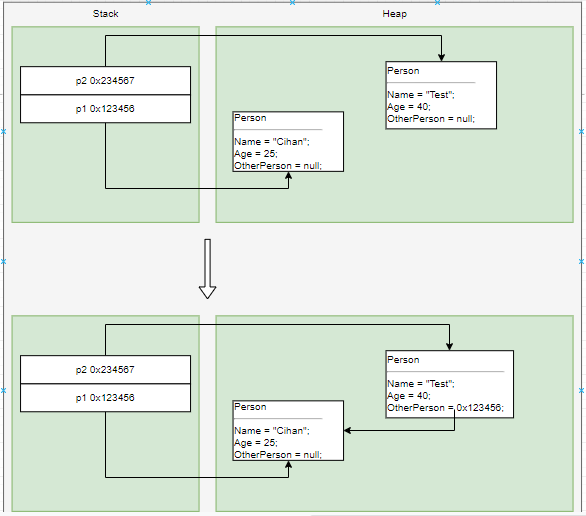 Stack
Heap
p2 0x234567
p1 0x123456
Person
Name = "Test";
Age = 40;
OtherPerson = null;
Person
Name = "Cihan";
Age = 25;
OtherPerson = null;
p2 0x234567
p1 0x123456
Person
Name = "Test";
Age = 40;
OtherPerson = 0x123456;
Person
Name = "Cihan";
Age = 25;
OtherPerson = null;